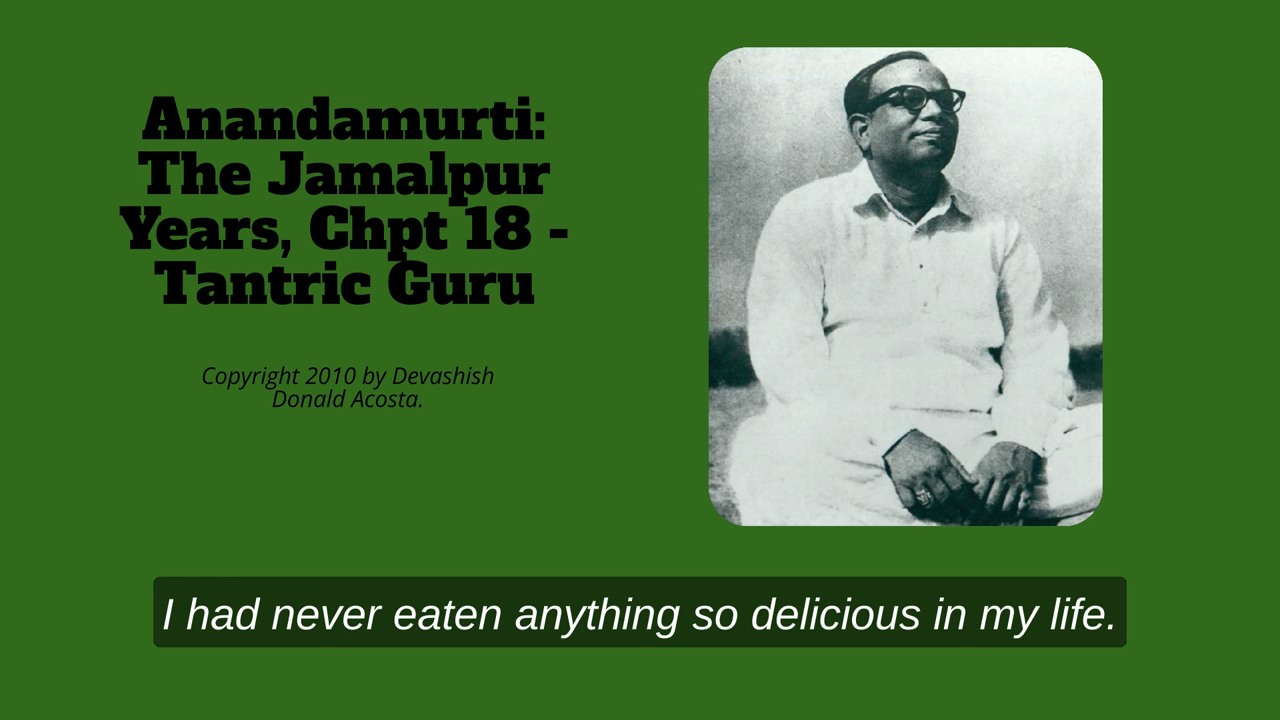 Anandamurti:
The Jamalpur
Years, Chpt 18 -
Tantric Guru
Copyright 2010 by Devashish
Donald Acosta.
I had never eaten anything so delicious in my life.